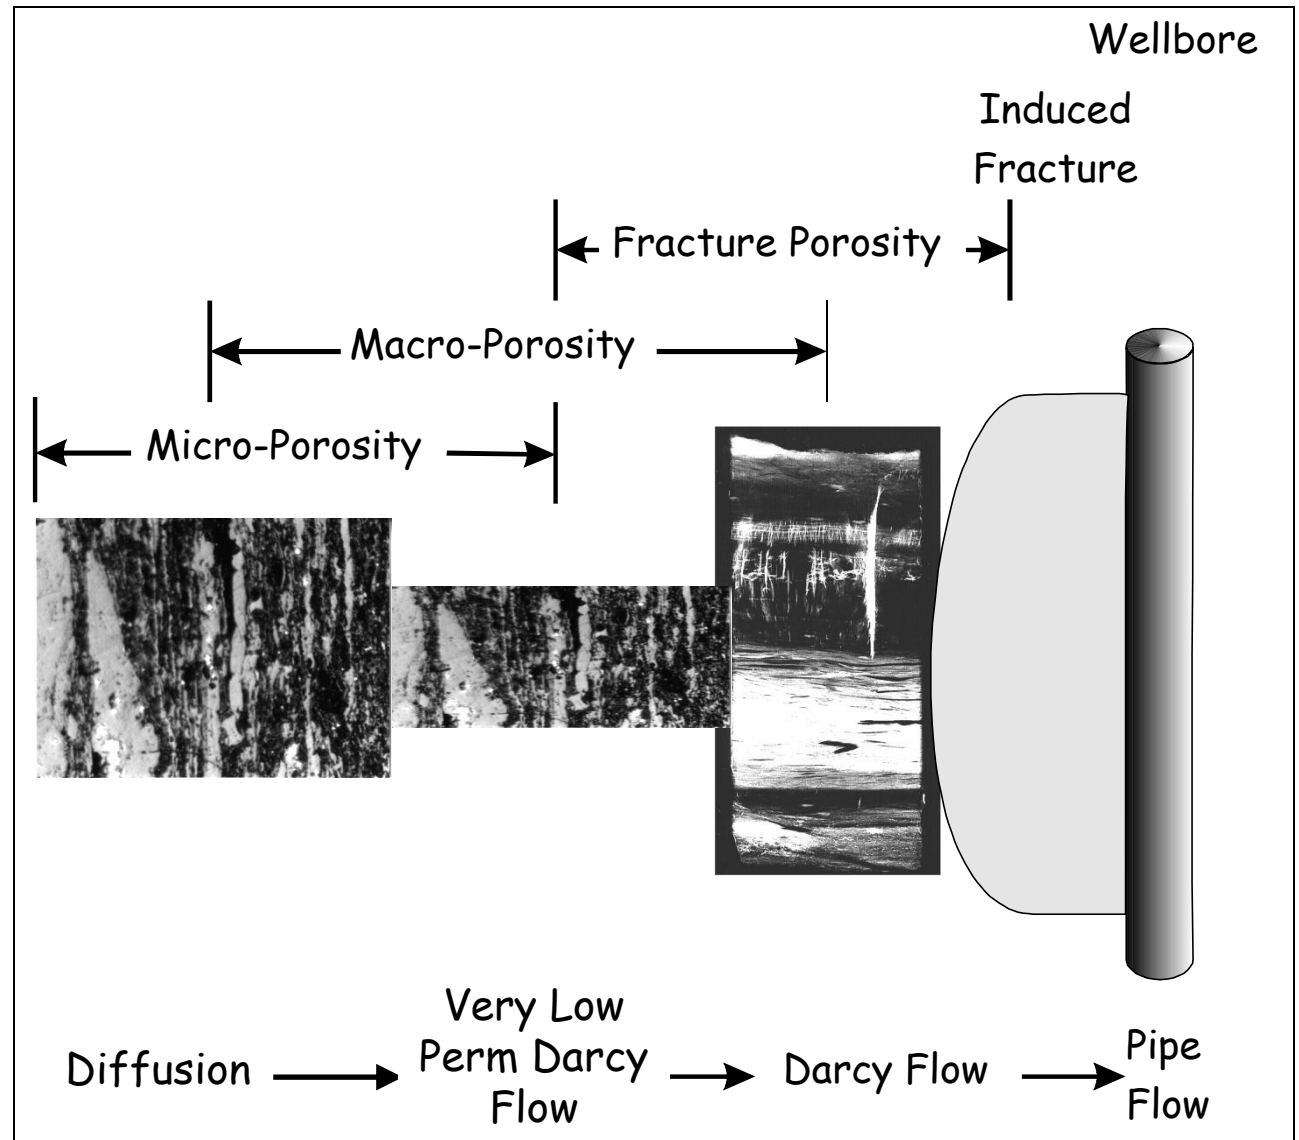 Wellbore
Induced
Fracture
Fracture Porosity
Macro-Porosity
Micro-Porosity
Diffusion
Very Low
Perm Darcy
Flow
Darcy Flow
Pipe
Flow